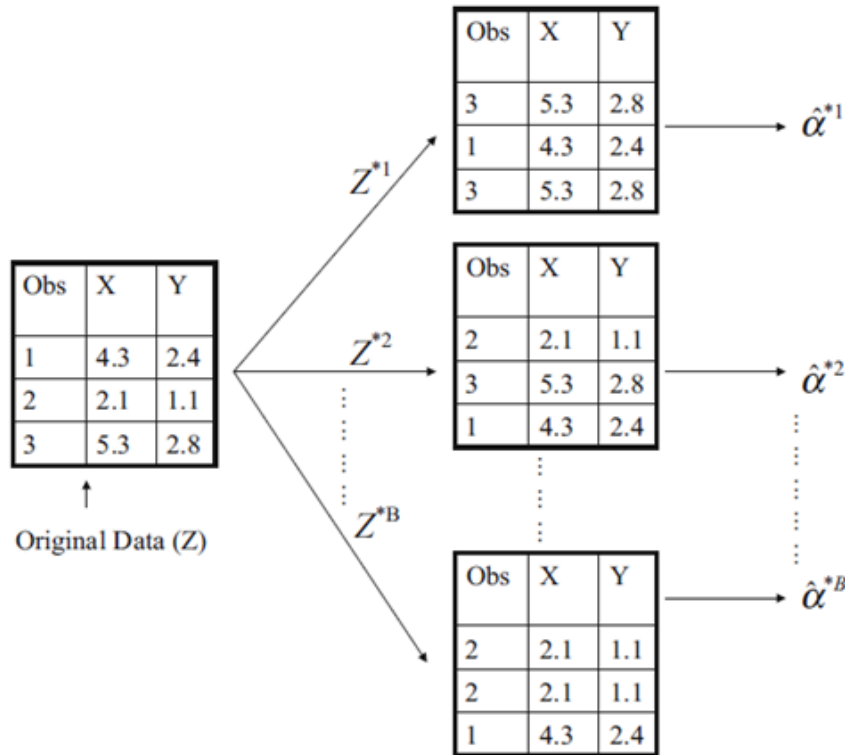 Obs X Y
3 5.3 2.8
1 4.3 2.4
3 5.3 2.8
α̂*1
Z*1
Obs X Y
1 4.3 2.4
2 2.1 1.1
3 5.3 2.8
Original Data (Z)
Z*2
Obs X Y
2 2.1 1.1
3 5.3 2.8
1 4.3 2.4
α̂*2
Z*B
Obs X Y
2 2.1 1.1
2 2.1 1.1
1 4.3 2.4
α̂*B